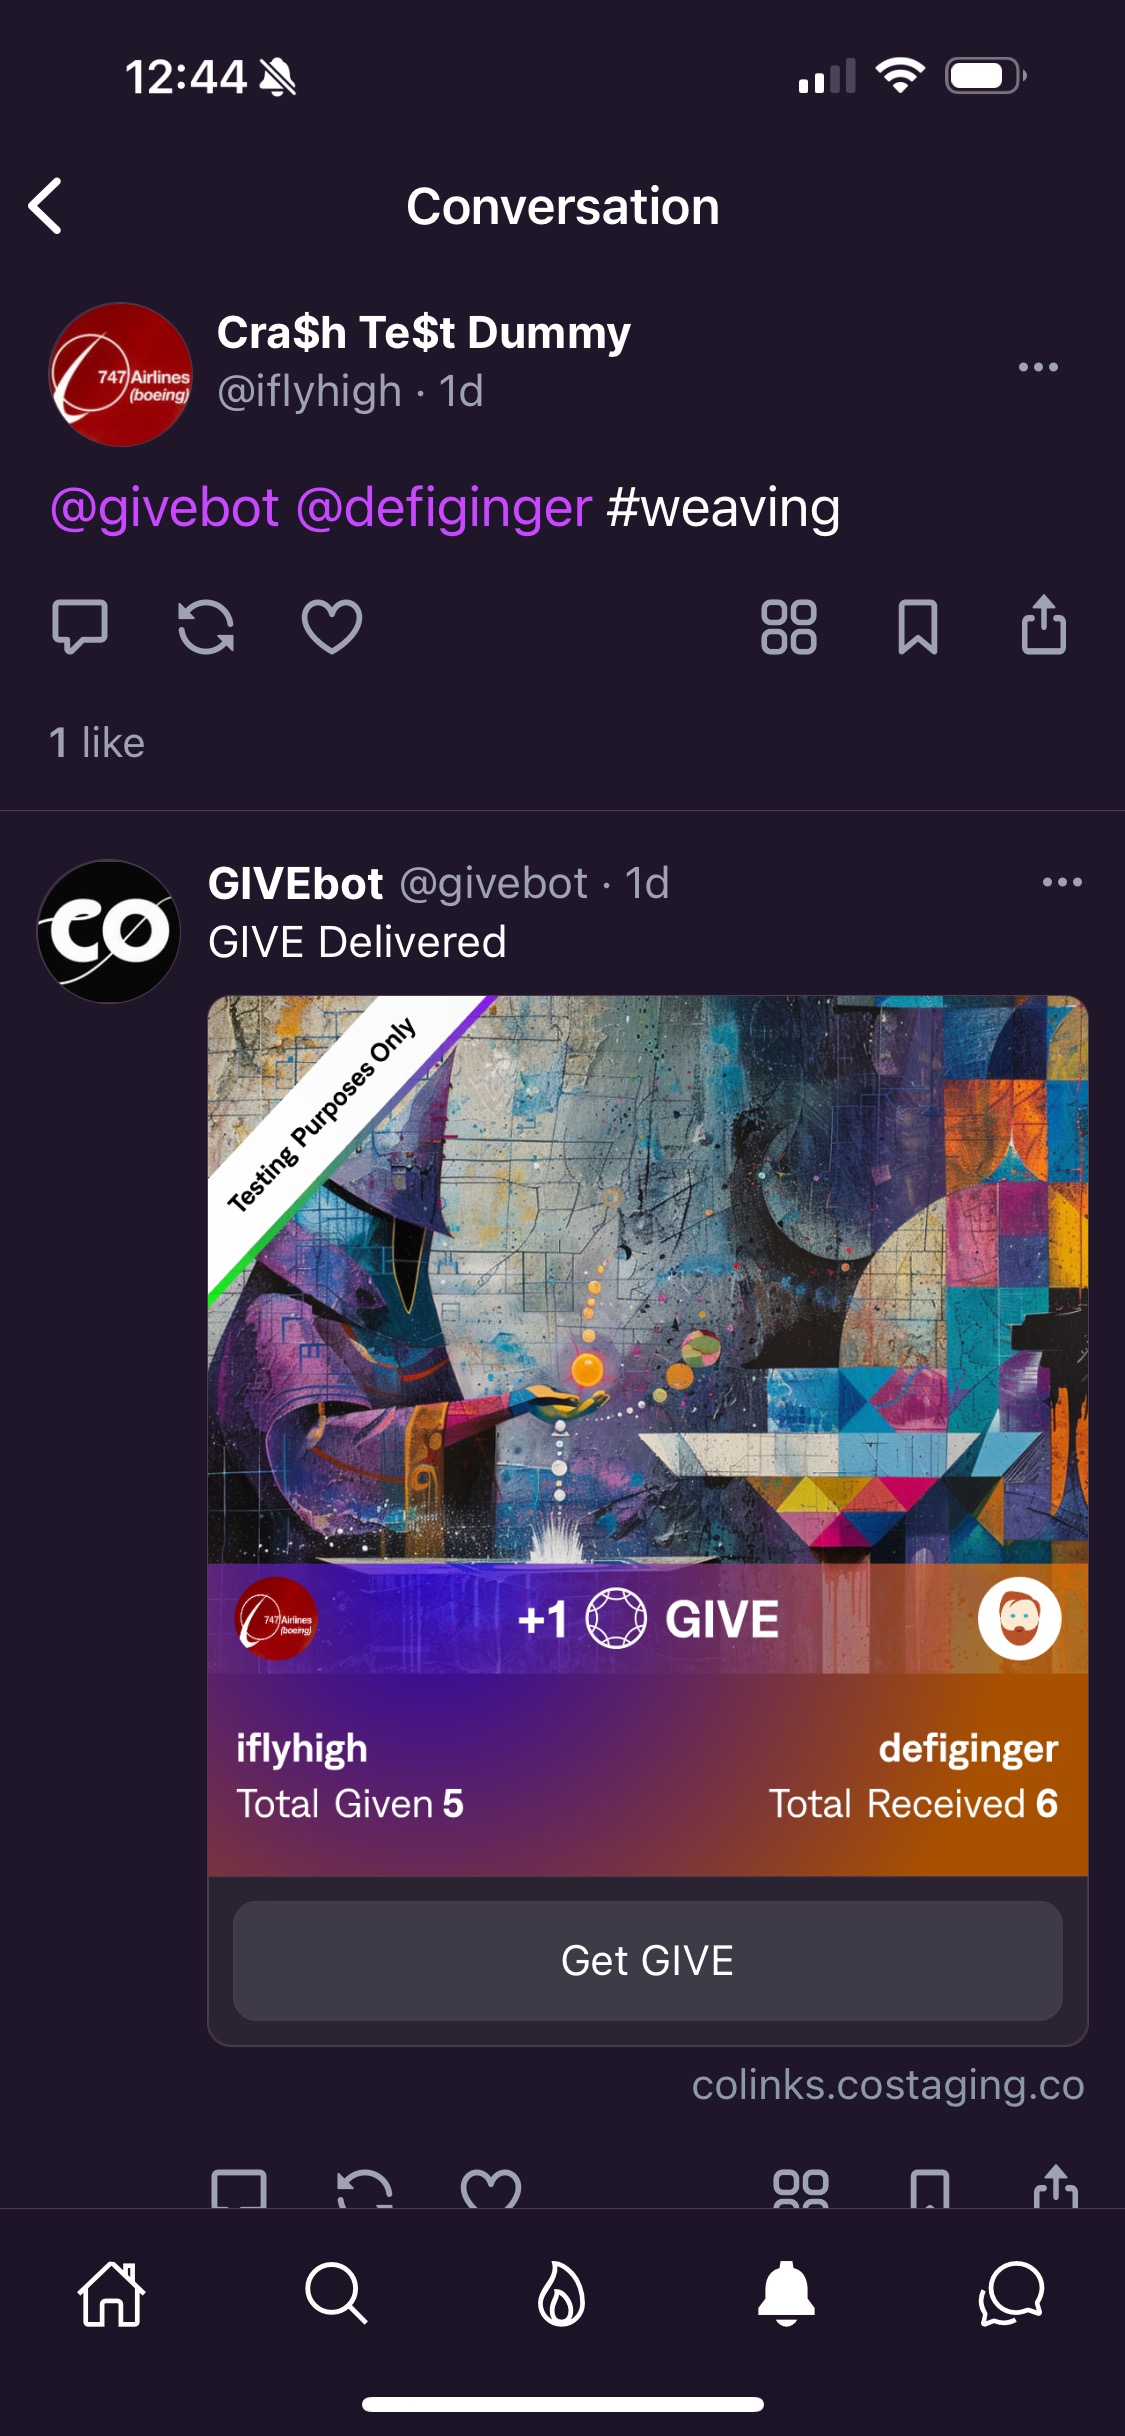 12:44
Conversation
747 Airlines
(boeing)
Cra$h Te$t Dummy
@iflyhigh · 1d
@givebot @defiginger #weaving
1 like
co
GIVEbot @givebot · 1d
GIVE Delivered
Testing Purposes Only
747 Airlines
(boeing)
+1 GIVE
iflyhigh
defiginger
Total Given 5
Total Received 6
Get GIVE
colinks.costaging.co